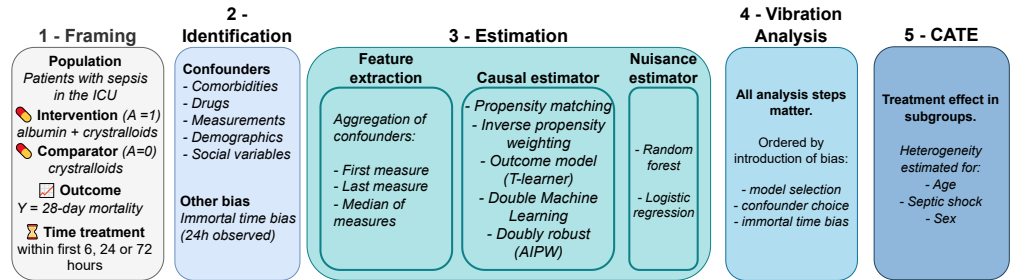 1 - Framing
Population
Patients with sepsis
in the ICU
Intervention (A =1)
albumin + crystralloids
Comparator (A=0)
crystralloids
Outcome
Y = 28-day mortality
Time treatment
within first 6, 24 or 72
hours
2 -
Identification
Confounders
- Comorbidities
- Drugs
- Measurements
- Demographics
- Social variables
Other bias
Immortal time bias
(24h observed)
3 - Estimation
Feature
extraction
Aggregation of
confounders:
- First measure
- Last measure
- Median of
measures
Causal estimator
- Propensity matching
- Inverse propensity
weighting
- Outcome model
(T-learner)
- Double Machine
Learning
- Doubly robust
(AIPW)
Nuisance
estimator
- Random
forest
- Logistic
regression
4 - Vibration
Analysis
All analysis steps
matter.
Ordered by
introduction of bias:
- model selection
- confounder choice
- immortal time bias
5 - CATE
Treatment effect in
subgroups.
Heterogeneity
estimated for:
- Age
- Septic shock
- Sex